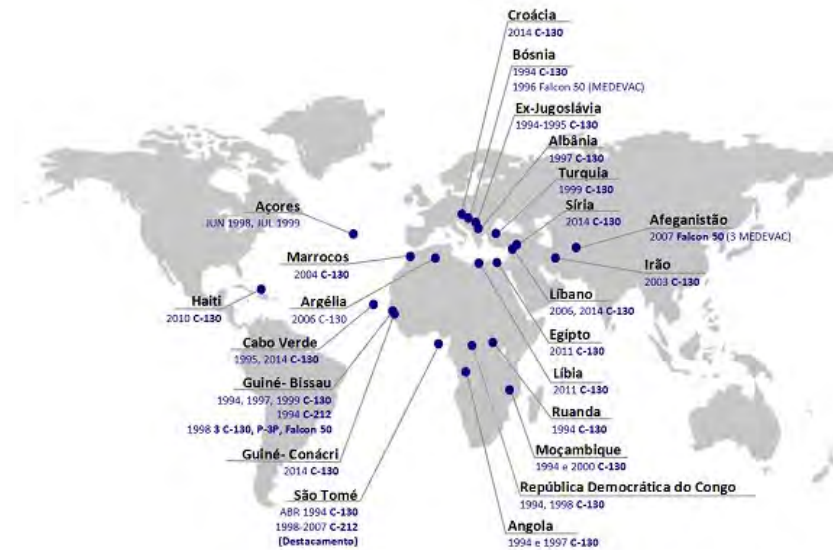 Croácia
2014 C-130
Bósnia
1994 C-130
1996 Falcon 50 (MEDEVAC)
Ex-Jugoslávia
1994-1995 C-130
Albânia
1997 C-130
Turquia
1999 C-130
Síria
2014 C-130
Açores
JUN 1998, JUL 1999
Afeganistão
2007 Falcon 50 (3 MEDEVAC)
Marrocos
2004 C-130
Irão
2003 C-130
Haiti
2010 C-130
Argélia
2006 C-130
Líbano
2006, 2014 C-130
Cabo Verde
1995, 2014 C-130
Egípto
2011 C-130
Guiné- Bissau
1994, 1997, 1999 C-130
1994 C-212
1998 3 C-130, P-3P, Falcon 50
Líbia
2011 C-130
Ruanda
1994 C-130
Guiné- Conácri
2014 C-130
Moçambique
1994 e 2000 C-130
São Tomé
ABR 1994 C-130
1998-2007 C-212
(Destacamento)
República Democrática do Congo
1994, 1998 C-130
Angola
1994 e 1997 C-130